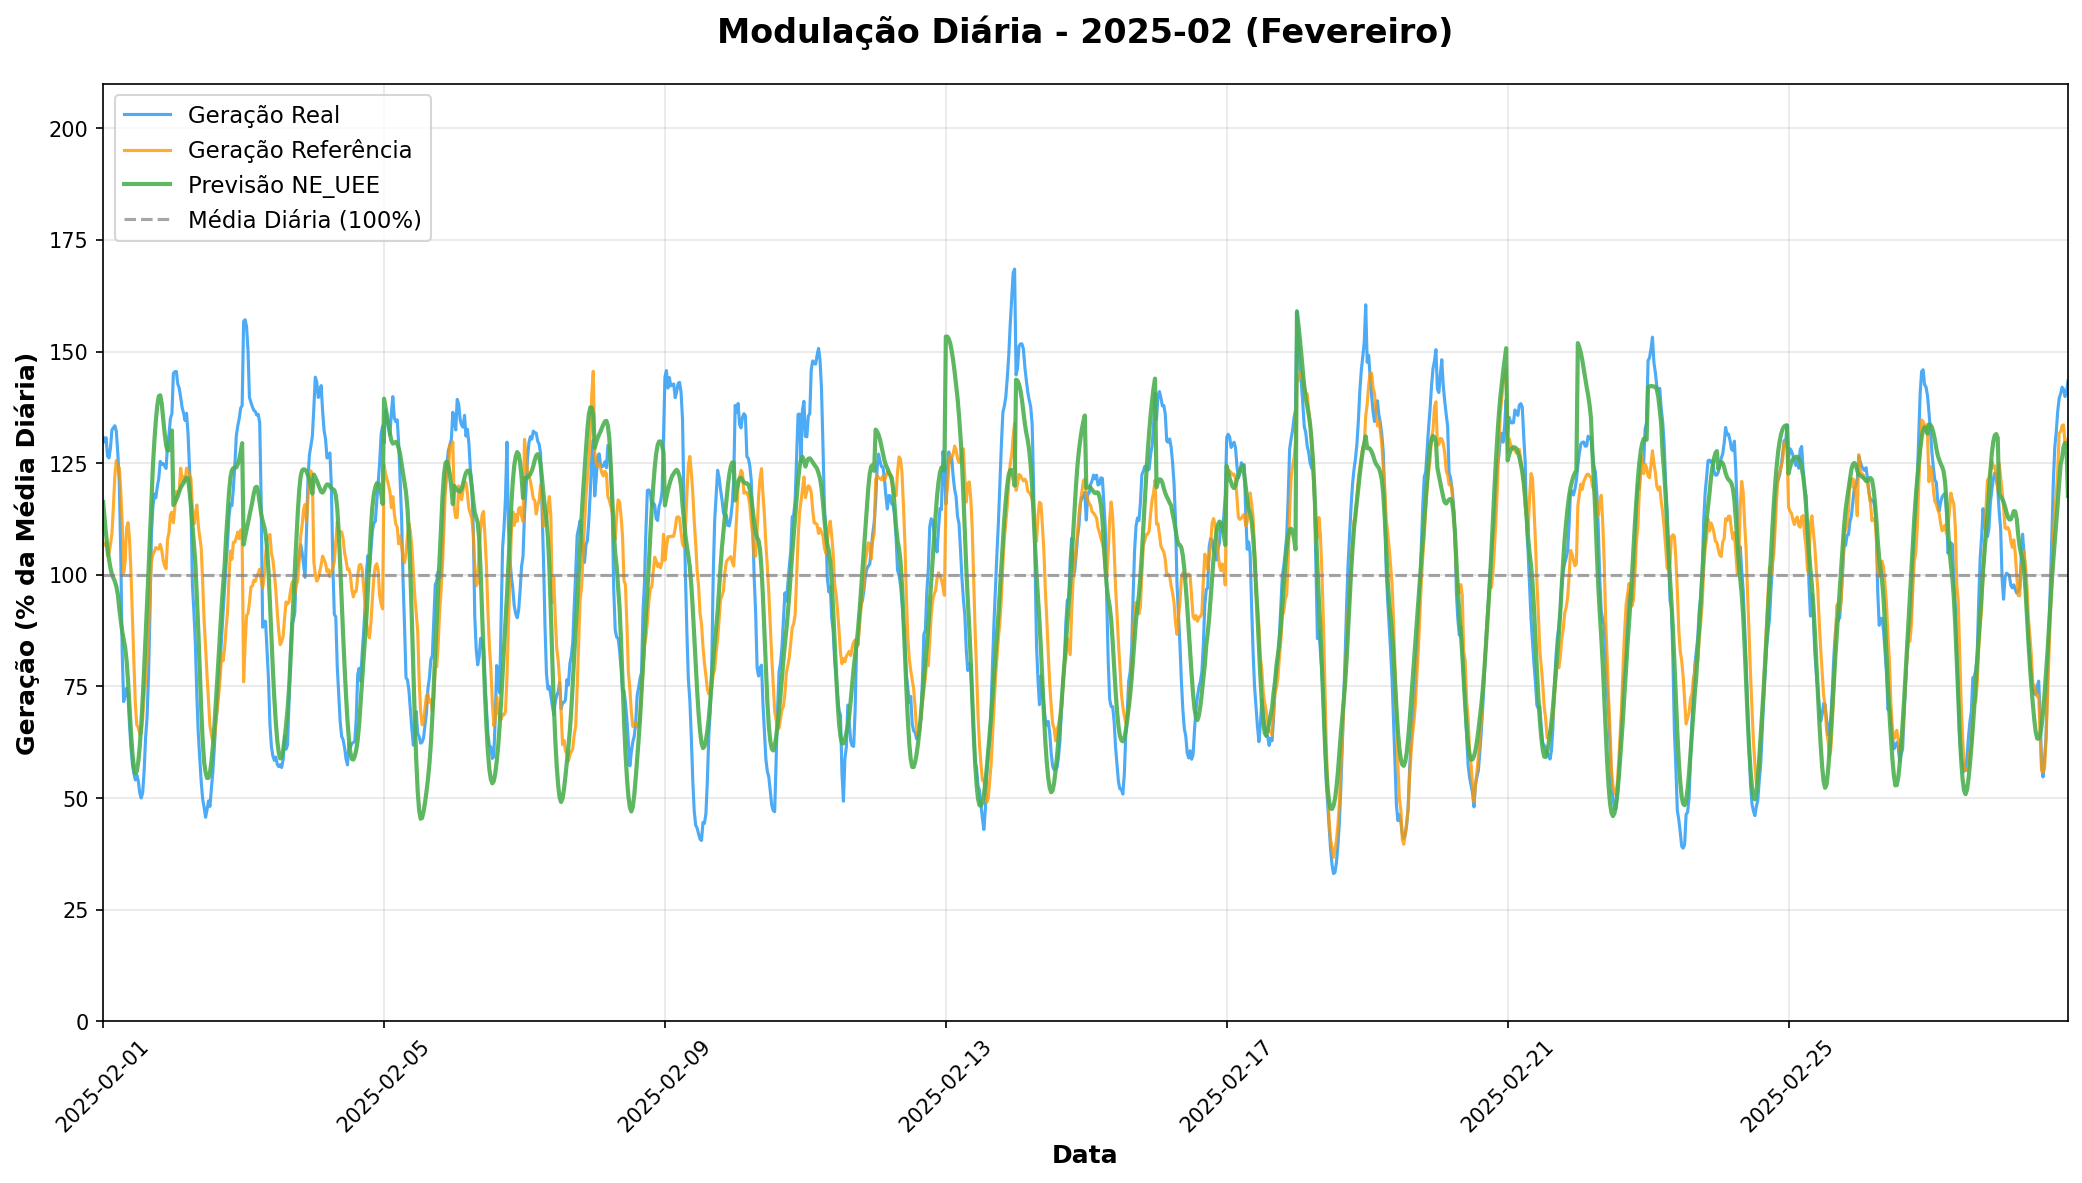 Modulação Diária - 2025-02 (Fevereiro)
Geração Real
Geração Referência
Previsão NE_UEE
Média Diária (100%)
Geração (% da Média Diária)
200
175
150
125
100
75
50
25
0
2025-02-01
2025-02-05
2025-02-09
2025-02-13
2025-02-17
2025-02-21
2025-02-25
Data